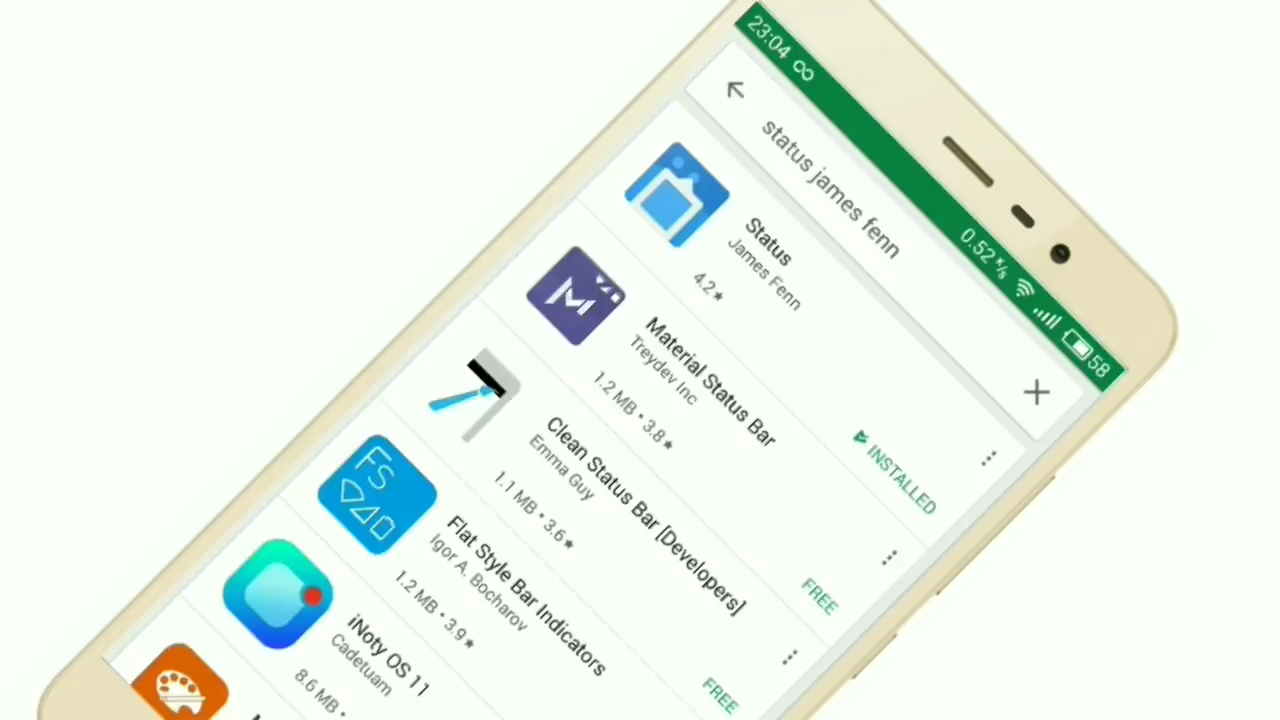 23:04
0.52 K/s
58
status james fenn
Status
James Fenn
4.2★
INSTALLED
Material Status Bar
Treydev Inc
1.2 MB • 3.8★
FREE
Clean Status Bar [Developers]
Emma Guy
1.1 MB • 3.6★
FREE
FS
Flat Style Bar Indicators
Igor A. Bocharov
1.2 MB • 3.9★
iNoty OS 11
Cadetuam
8.6 MB •